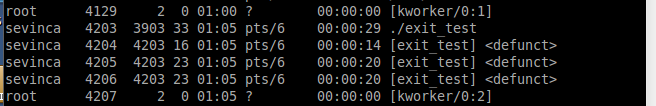 root 4129 2 0 01:00 ? 00:00:00 [kworker/0:1]
sevinca 4203 3903 33 01:05 pts/6 00:00:29 ./exit_test
sevinca 4204 4203 16 01:05 pts/6 00:00:14 [exit_test] <defunct>
sevinca 4205 4203 23 01:05 pts/6 00:00:20 [exit_test] <defunct>
sevinca 4206 4203 23 01:05 pts/6 00:00:20 [exit_test] <defunct>
root 4207 2 0 01:05 ? 00:00:00 [kworker/0:2]